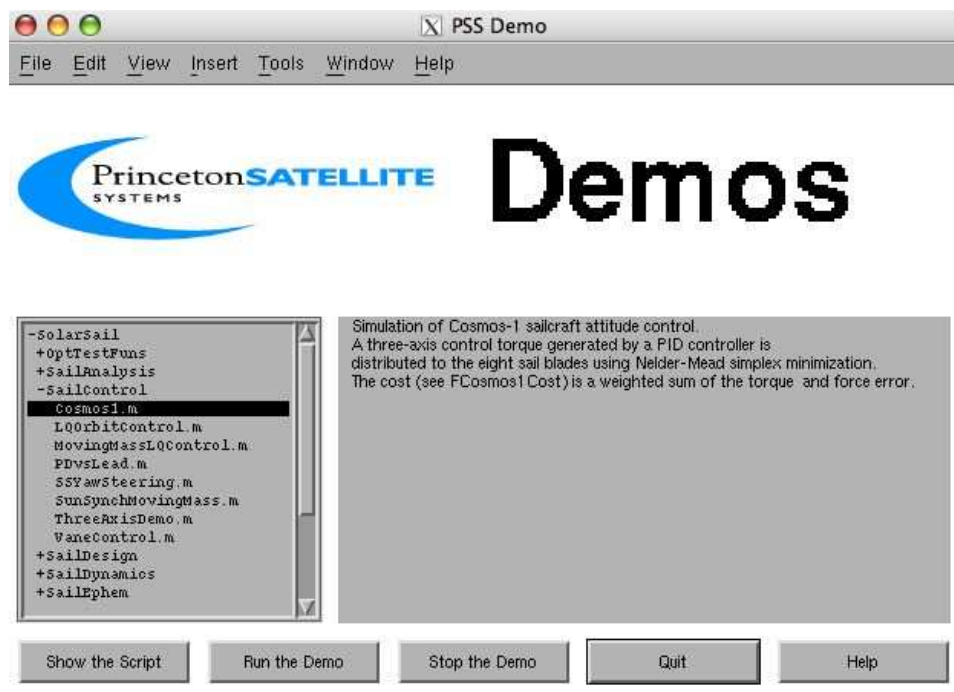 PSS Demo
File Edit View Insert Tools Window Help
PrincetonSATELLITE
SYSTEMS
Demos
-SolarSail
+OptTestFuns
+SailAnalysis
-SailControl
Cosmos1.m
LQOrbitControl.m
MovingMassLQControl.m
PDvsLead.m
SSYawSteering.m
SunSynchMovingMass.m
ThreeAxisDemo.m
VaneControl.m
+SailDesign
+SailDynamics
+SailEphem
Simulation of Cosmos-1 sailcraft attitude control.
A three-axis control torque generated by a PID controller is
distributed to the eight sail blades using Nelder-Mead simplex minimization.
The cost (see FCosmos1Cost) is a weighted sum of the torque and force error.
Show the Script Run the Demo Stop the Demo Quit Help